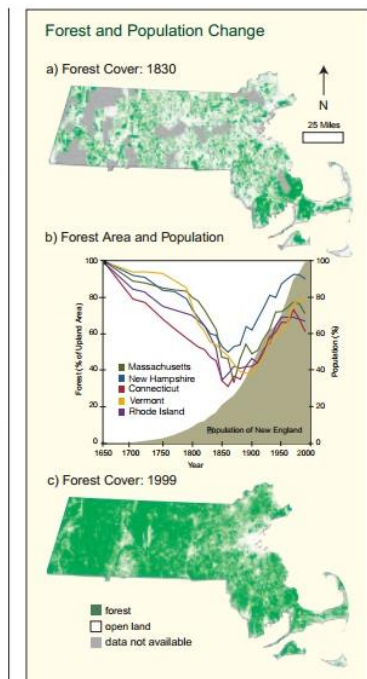 Forest and Population Change
a) Forest Cover: 1830
N
25 Miles
b) Forest Area and Population
100
80
60
40
20
0
Forest (% of Upland Area)
100
80
60
40
20
0
Population (%)
Massachusetts
New Hampshire
Connecticut
Vermont
Rhode Island
Population of New England
1650 1700 1750 1800 1850 1900 1950 2000
Year
c) Forest Cover: 1999
forest
open land
data not available